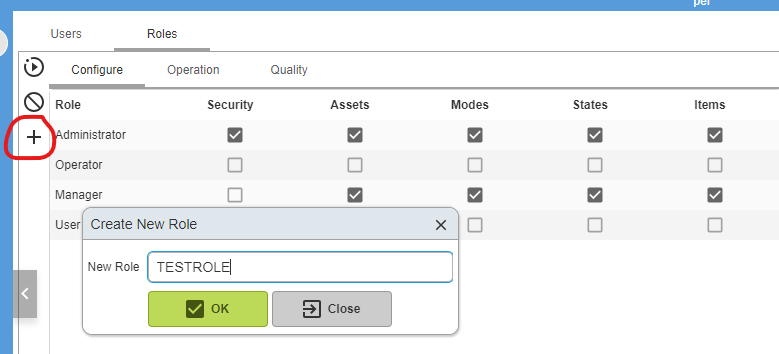 per
Users Roles
Configure Operation Quality
Role Security Assets Modes States Items
Administrator
Operator
Manager
User
Create New Role
New Role TESTROLE
OK Close